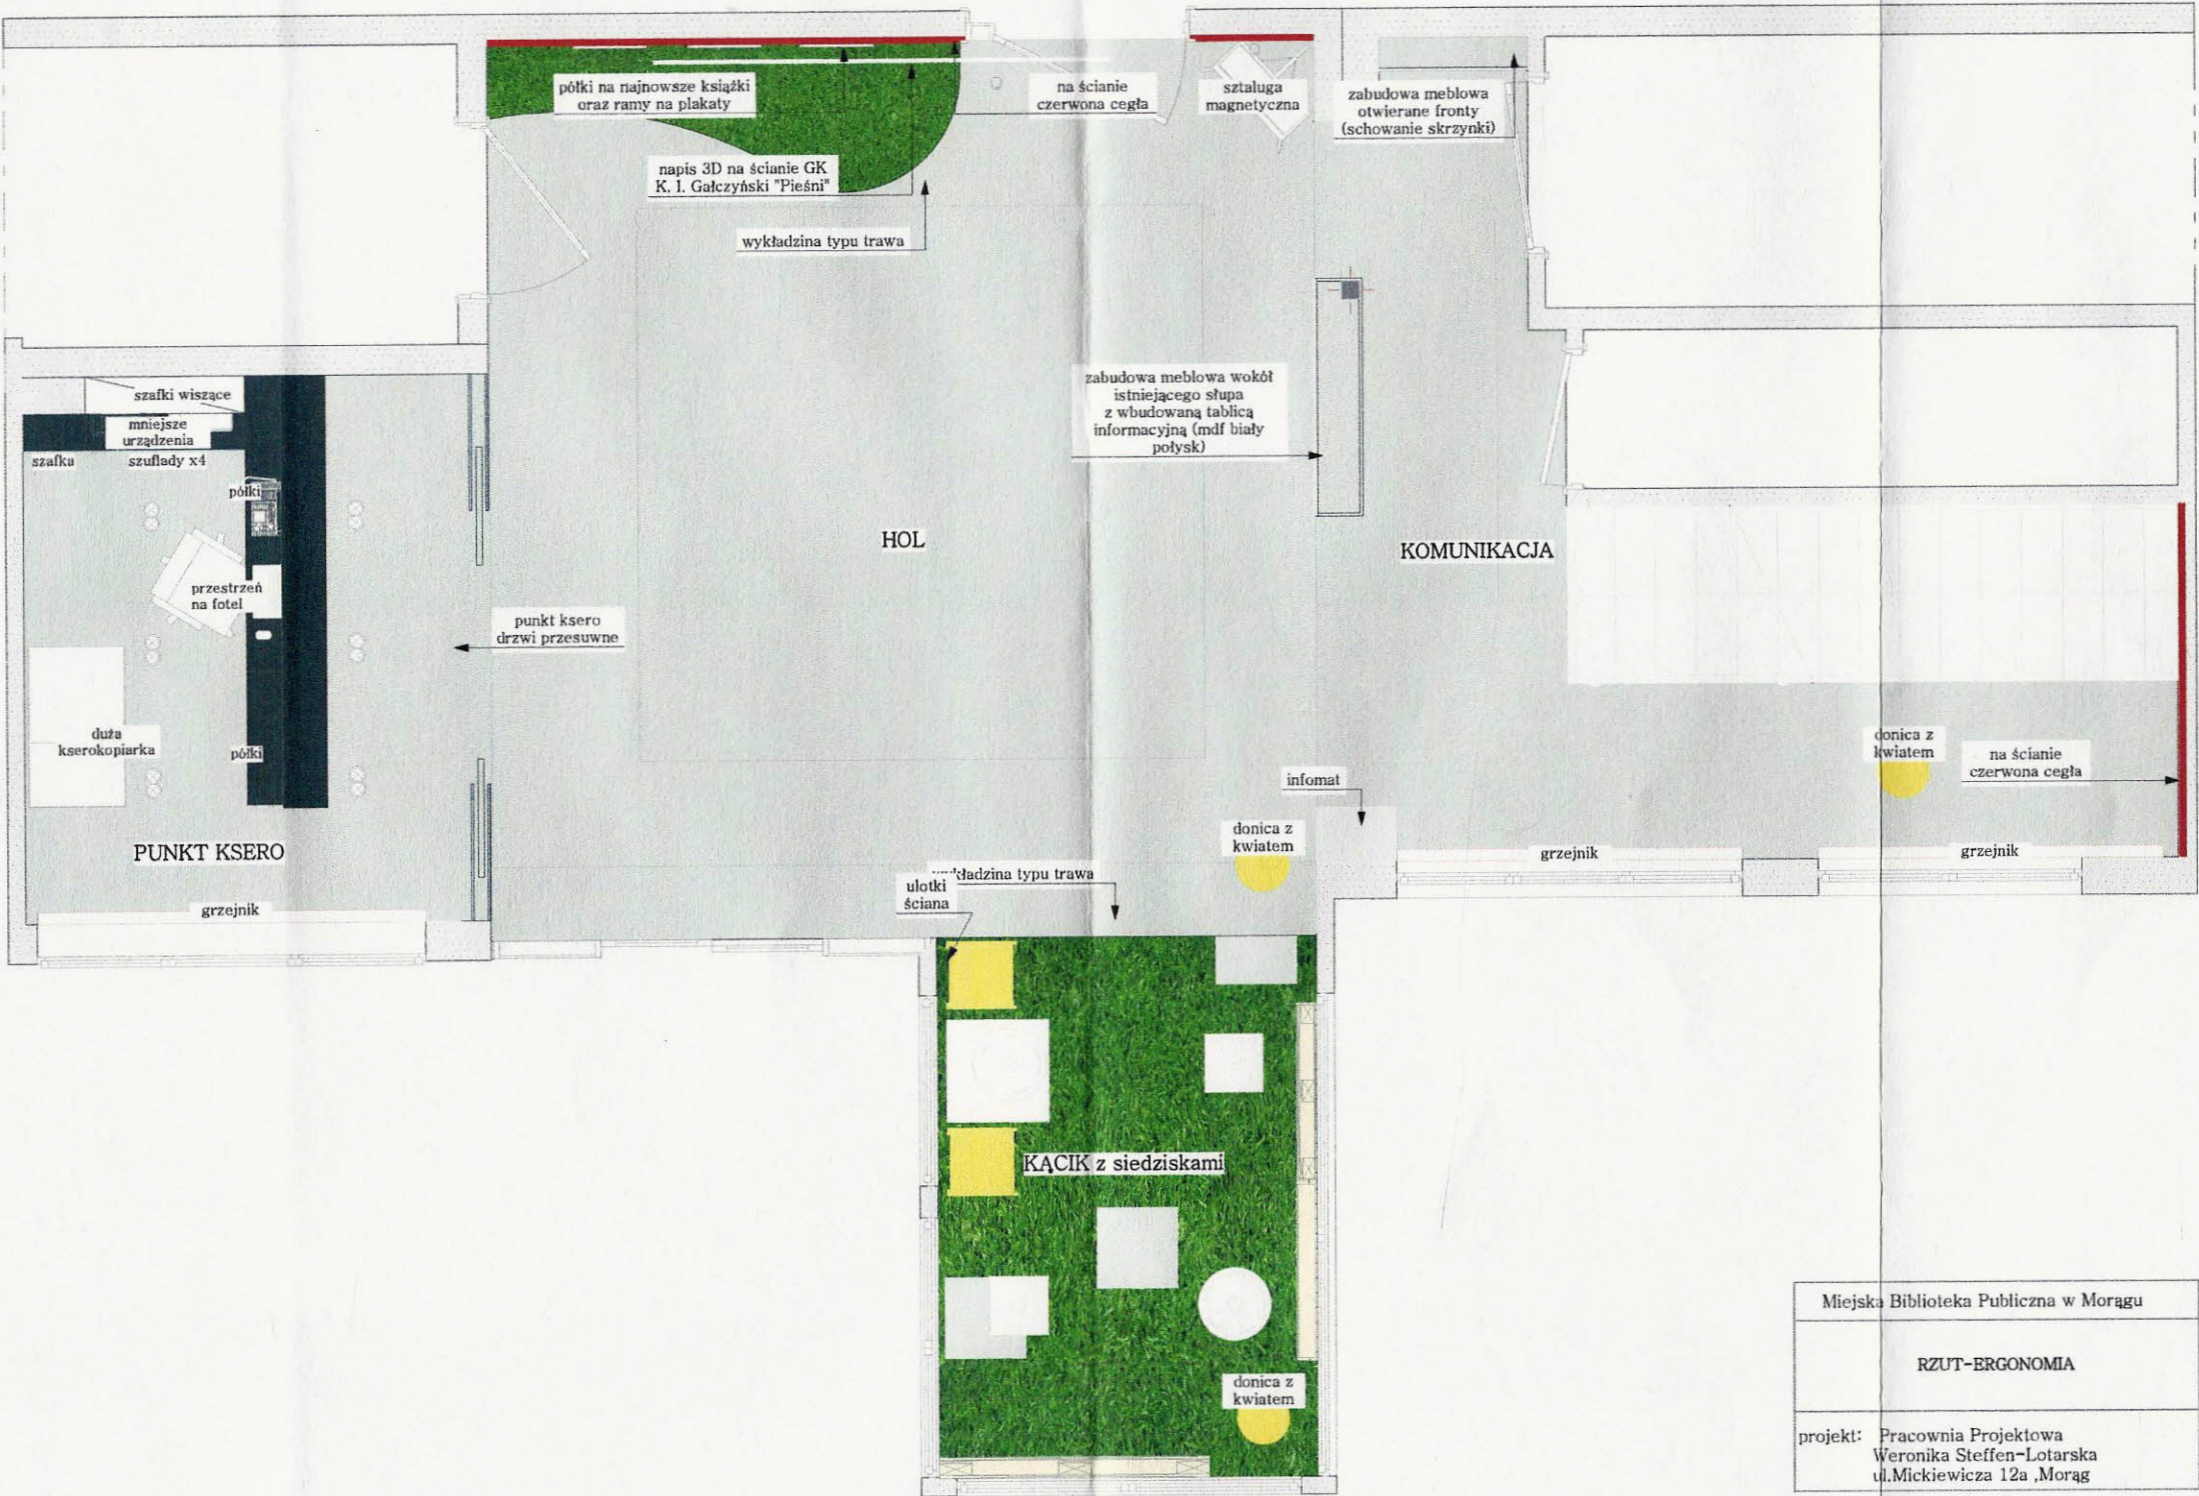 półki na najnowsze książki
oraz ramy na plakaty
na ścianie
czerwona cegła
sztaluga
magnetyczna
zabudowa meblowa
otwierane fronty
(schowanie skrzynki)
napis 3D na ścianie GK
K. I. Gałczyński "Pieśni"
wykładzina typu trawa
szafki wiszące
mniejsze
urządzenia
szafka
szuflady x4
półki
przestrzeń
na fotel
duża
kserokopiarka
półki
PUNKT KSERO
grzejnik
punkt ksero
drzwi przesuwne
HOL
zabudowa meblowa wokół
istniejącego słupa
z wbudowaną tablicą
informacyjną (mdf biały
połysk)
KOMUNIKACJA
infomat
donica z
kwiatem
donica z
kwiatem
na ścianie
czerwona cegła
grzejnik
grzejnik
wykładzina typu trawa
ulotki
ściana
KĄCIK z siedziskami
donica z
kwiatem
Miejska Biblioteka Publiczna w Morągu
RZUT-ERGONOMIA
projekt: Pracownia Projektowa
Weronika Steffen-Lotarska
ul.Mickiewicza 12a ,Morąg